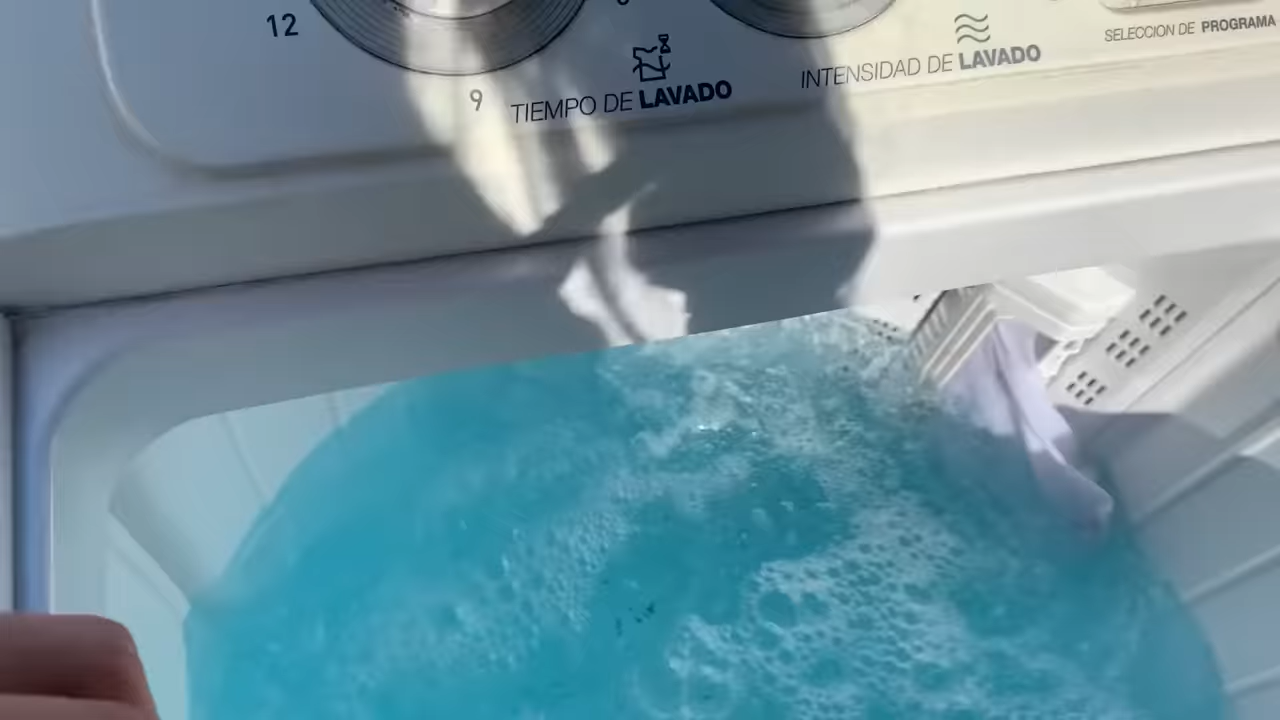 12
9
TIEMPO DE LAVADO
INTENSIDAD DE LAVADO
SELECCION DE PROGRAMA